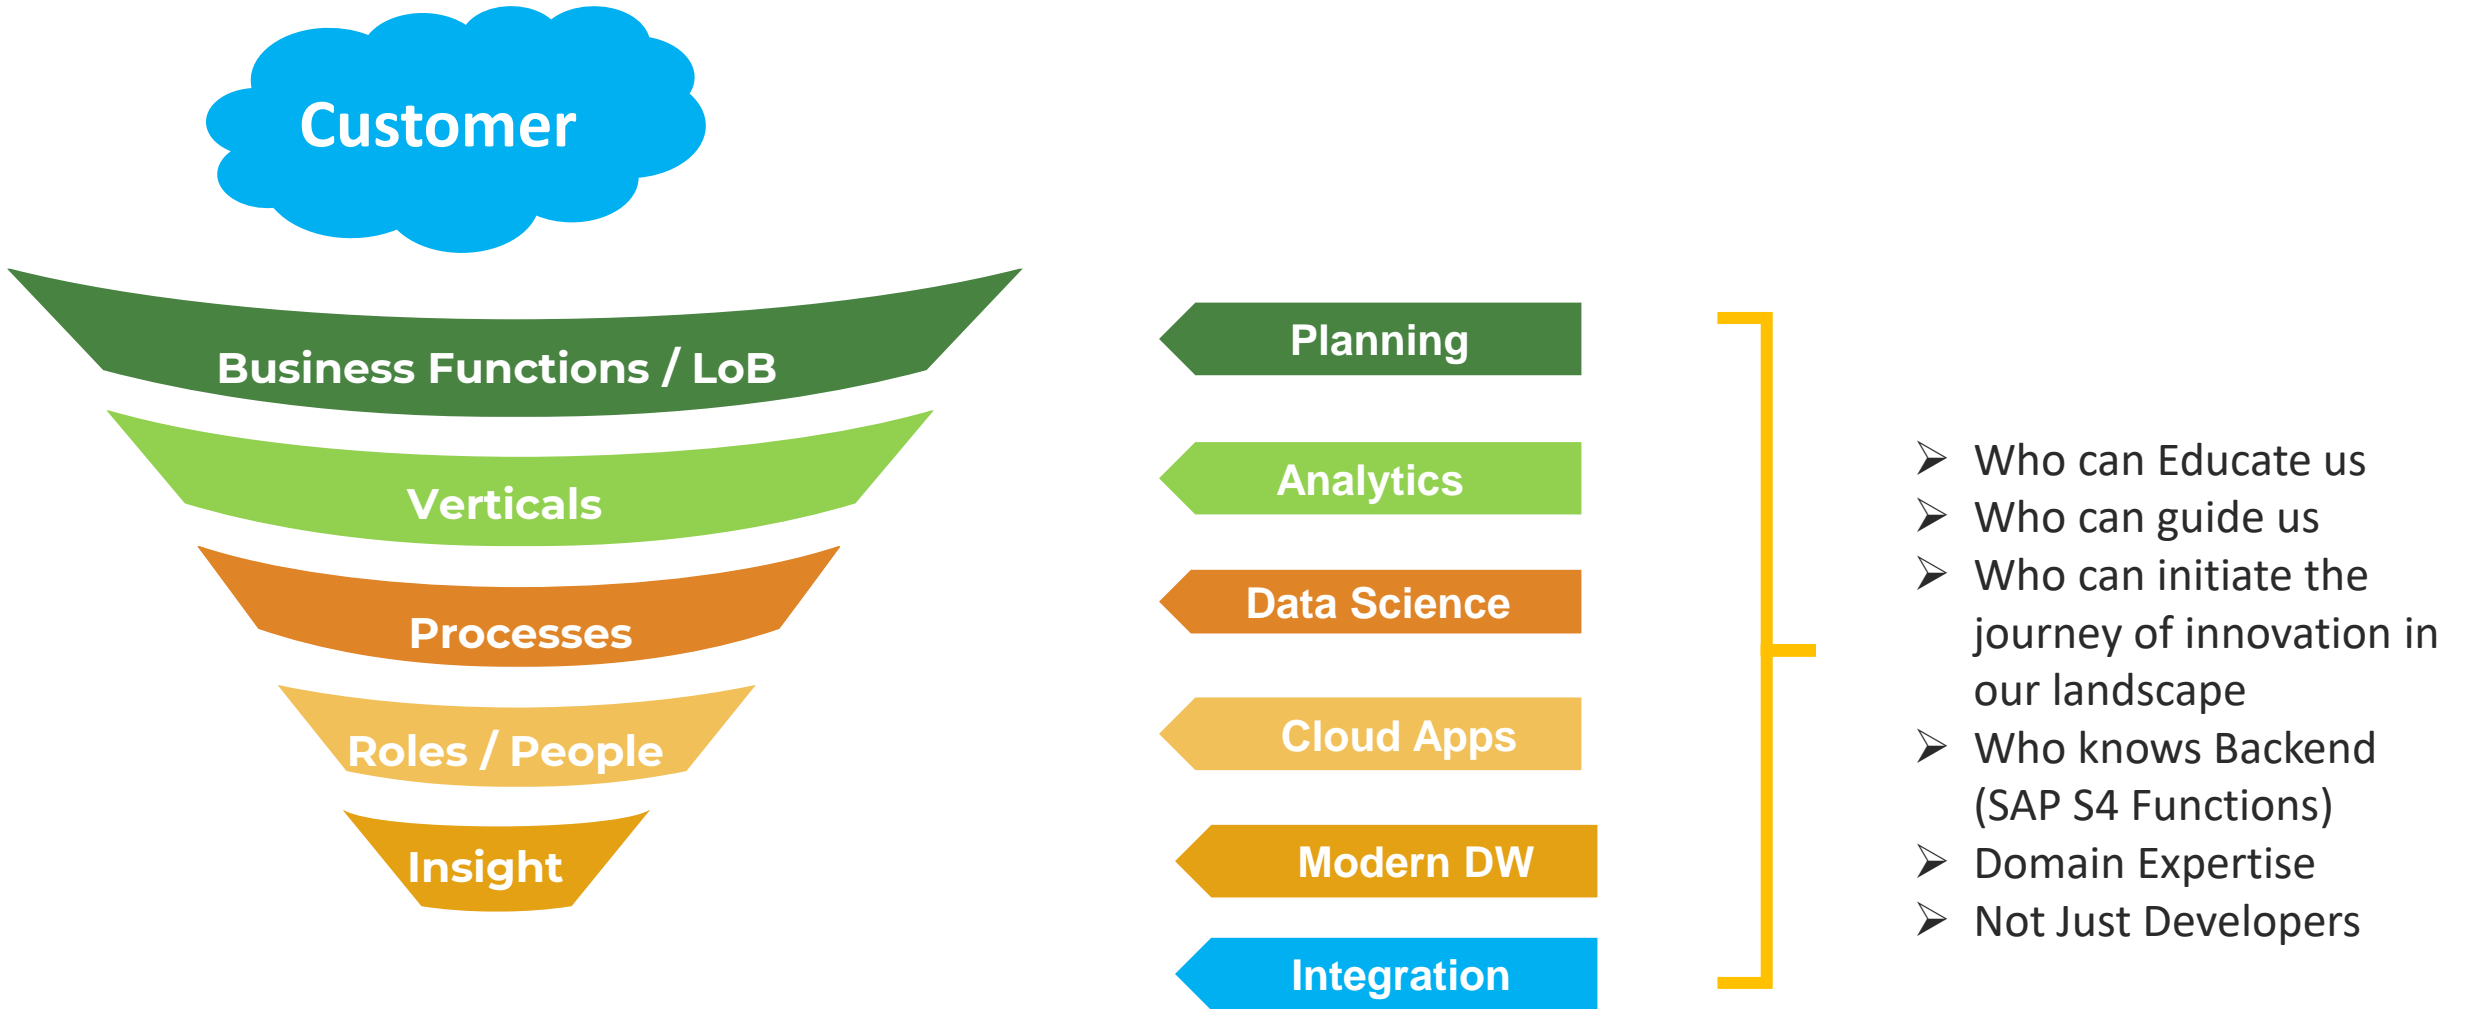 Customer
Business Functions / LoB
Verticals
Processes
Roles / People
Insight
Planning
Analytics
Data Science
Cloud Apps
Modern DW
Integration
➢ Who can Educate us
➢ Who can guide us
➢ Who can initiate the
journey of innovation in
our landscape
➢ Who knows Backend
(SAP S4 Functions)
➢ Domain Expertise
➢ Not Just Developers